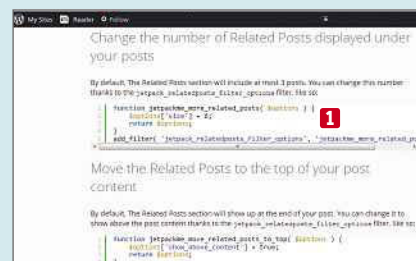 My Sites Reader Follow
Change the number of Related Posts displayed under
your posts
By default, The Related Posts section will include at most 3 posts. You can change this number
thanks to the jetpack_relatedposts_filter_options filter, like so:
function jetpackme_more_related_posts( $options ) {
$options['size'] = 6;
return $options;
}
1
add_filter( 'jetpack_relatedposts_filter_options', 'jetpackme_more_related_po
Move the Related Posts to the top of your post
content
By default, The Related Posts section will show up at the end of your post. You can change it to
show above the post content thanks to the jetpack_relatedposts_filter_options filter, like so:
function jetpackme_move_related_posts_to_top( $options ) {
$options['show_above_content'] = true;
return $options;